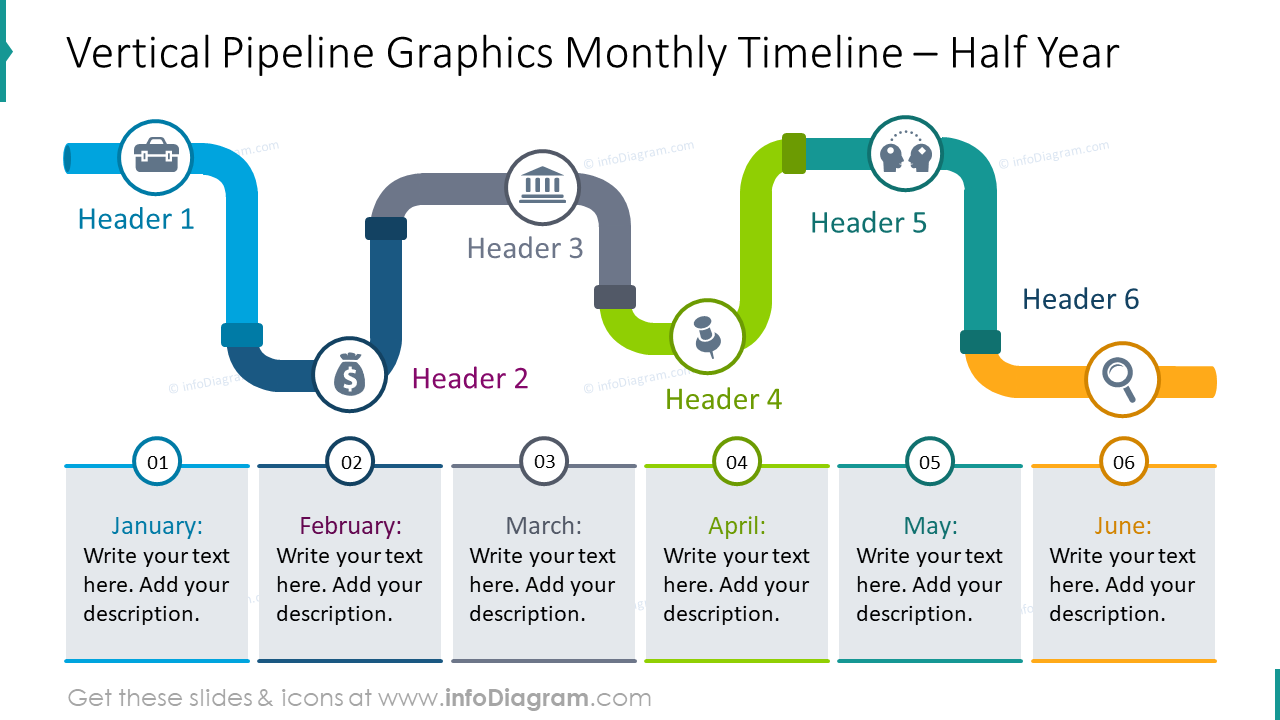 Vertical Pipeline Graphics Monthly Timeline – Half Year
© infoDiagram.com
© infoDiagram.com
Header 1
Header 2
Header 3
Header 4
Header 5
Header 6
$
01
02
03
04
05
06
January:
Write your text
here. Add your
description.
February:
Write your text
here. Add your
description.
March:
Write your text
here. Add your
description.
April:
Write your text
here. Add your
description.
May:
Write your text
here. Add your
description.
June:
Write your text
here. Add your
description.
Get these slides & icons at www.infoDiagram.com